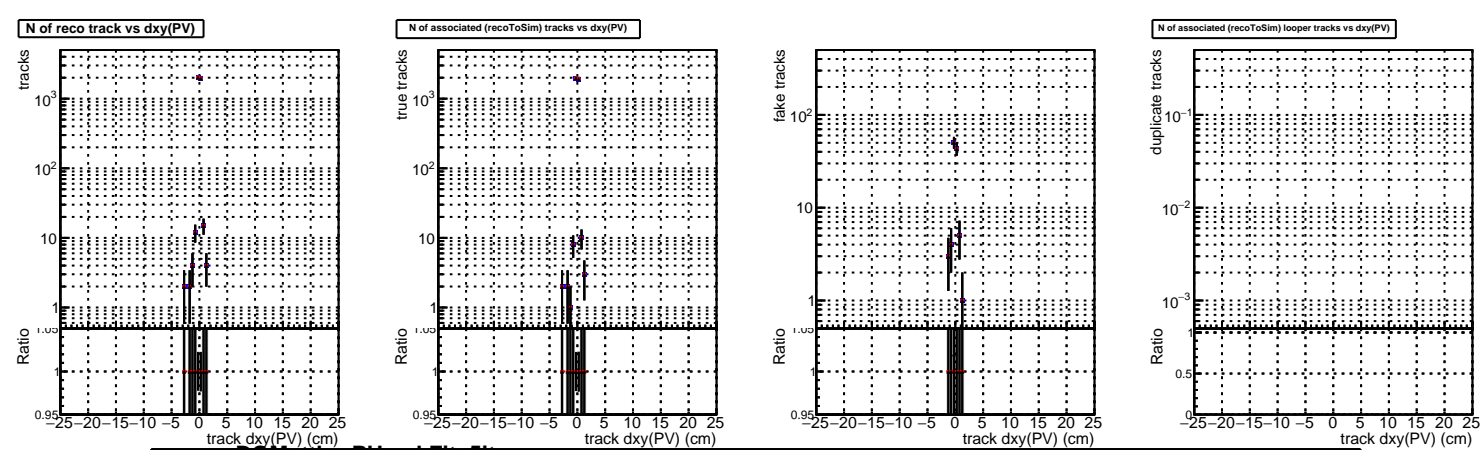 N of reco track vs dxy(PV)
N of associated (recoToSim) tracks vs dxy(PV)
N of associated (recoToSim) looper tracks vs dxy(PV)
tracks
10³
10²
10
1
Ratio
1.05
1
0.95
−25 −20 −15 −10 −5 0 5 10 15 20 25
track dxy(PV) (cm)
true tracks
10³
10²
10
1
Ratio
1.05
1
0.95
−25 −20 −15 −10 −5 0 5 10 15 20 25
track dxy(PV) (cm)
fake tracks
10²
10
1
Ratio
1.05
1
0.95
−25 −20 −15 −10 −5 0 5 10 15 20 25
track dxy(PV) (cm)
duplicate tracks
10⁻¹
10⁻²
10⁻³
Ratio
1
0.5
0
−25 −20 −15 −10 −5 0 5 10 15 20 25
track dxy(PV) (cm)